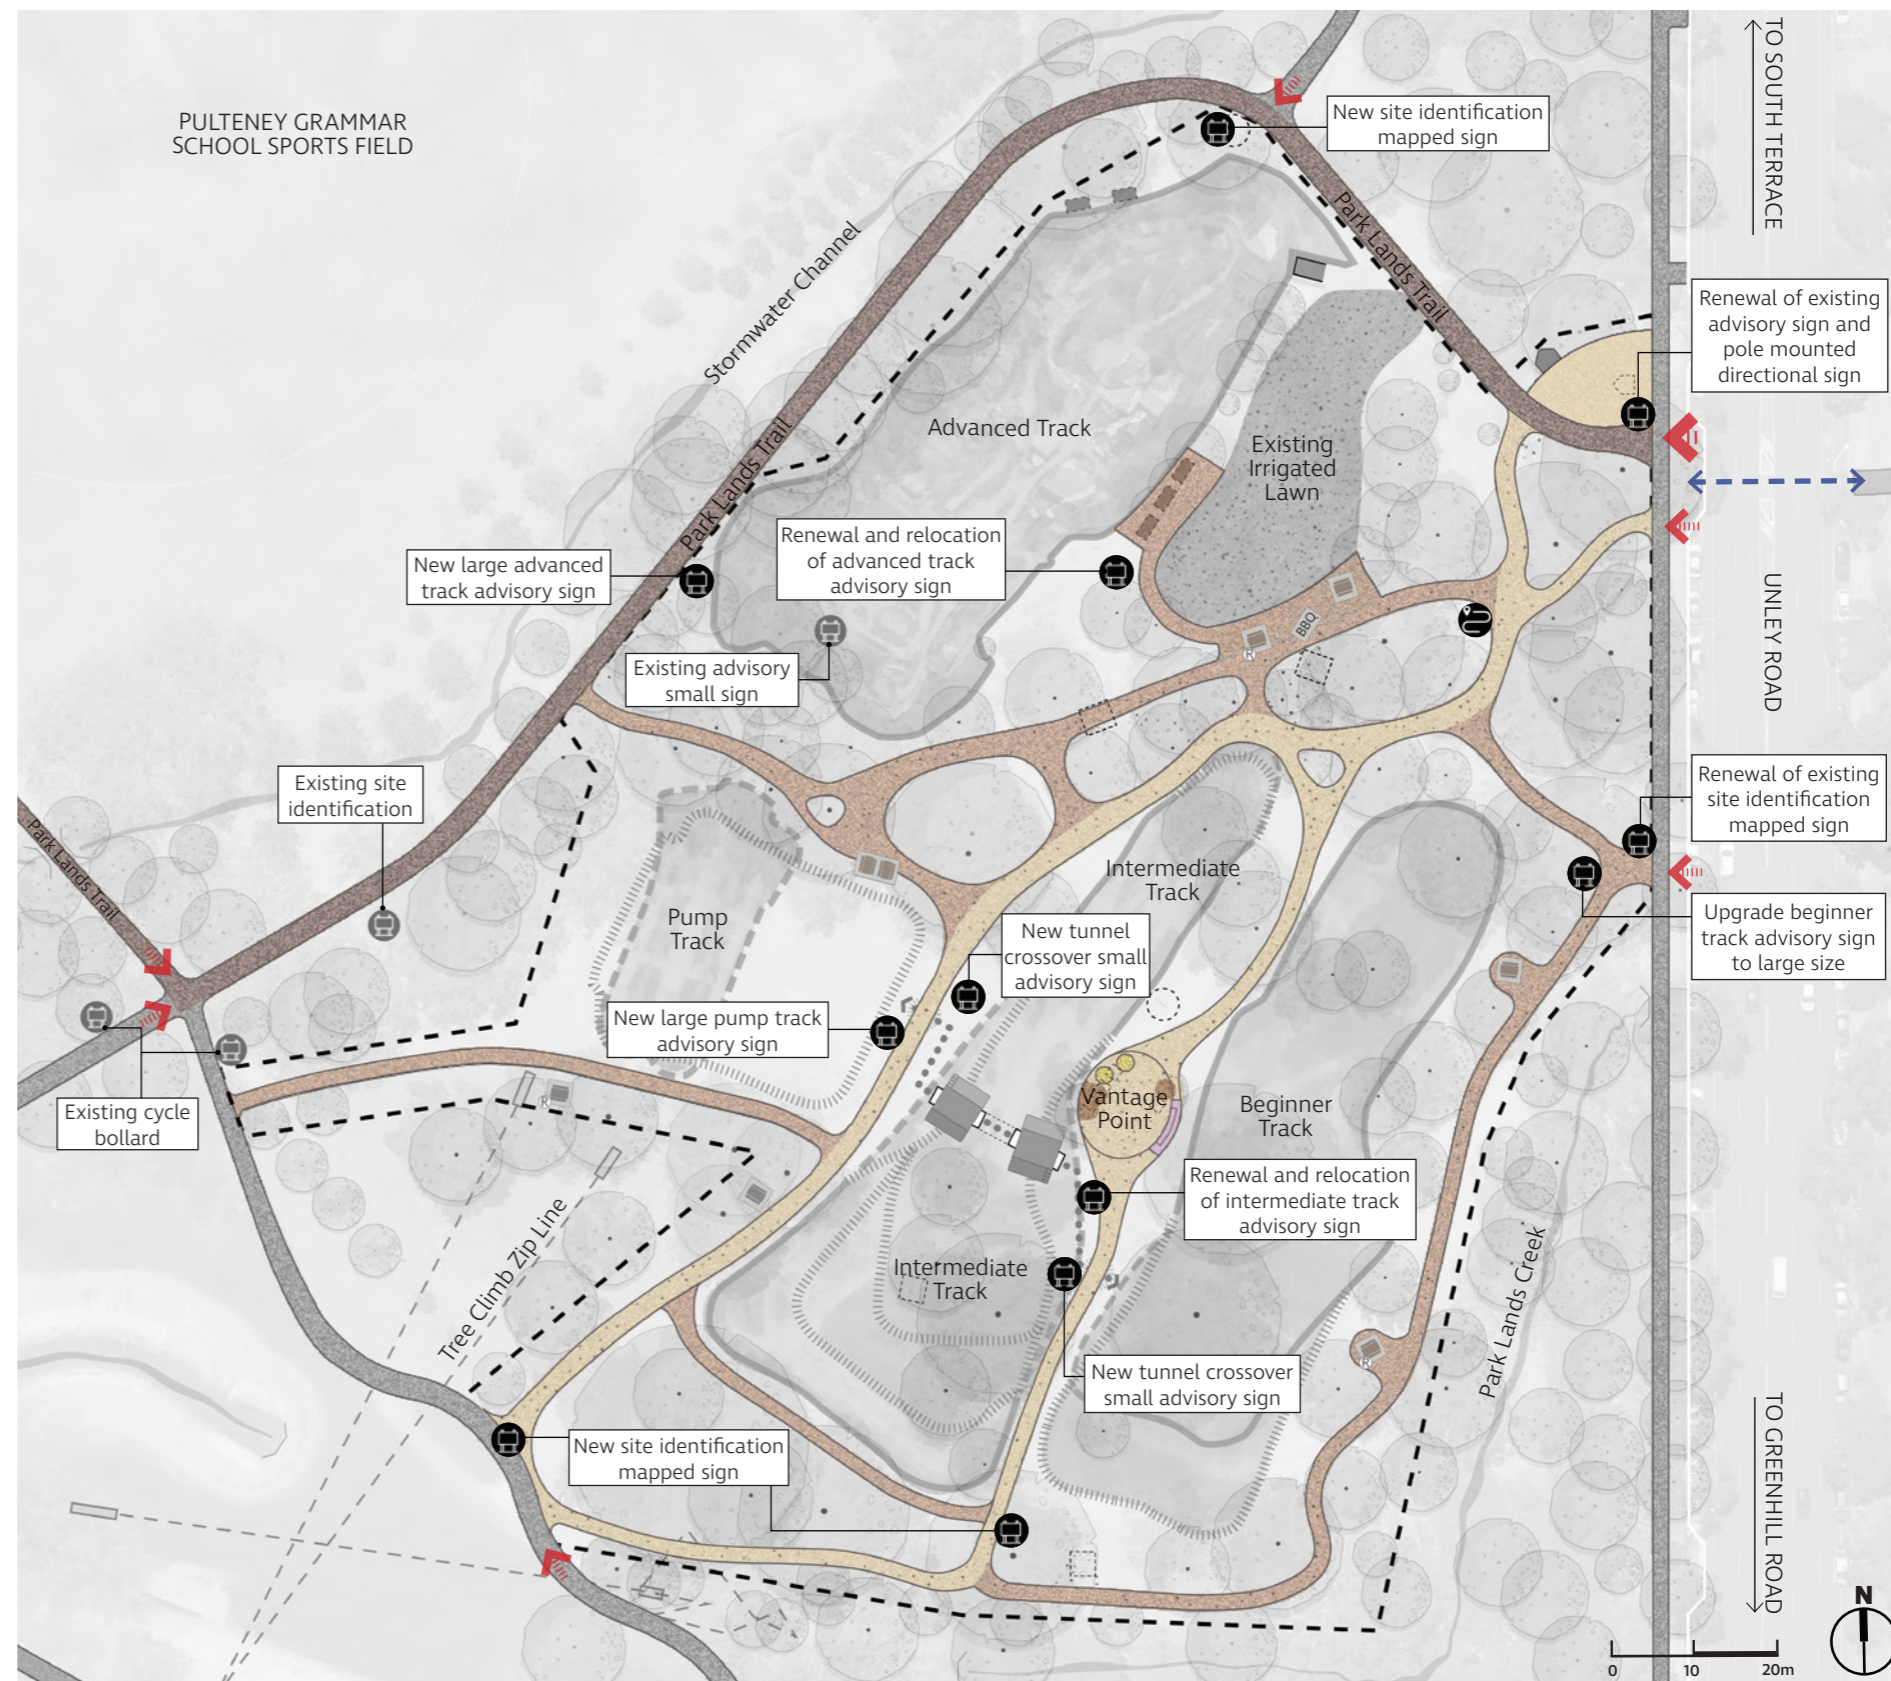 PULTENEY GRAMMAR
SCHOOL SPORTS FIELD
New site identification
mapped sign
TO SOUTH TERRACE
Park Lands Trail
Stormwater Channel
Renewal of existing
advisory sign and
pole mounted
directional sign
Advanced Track
Existing
Irrigated
Lawn
Park Lands Trail
Renewal and relocation
of advanced track
advisory sign
New large advanced
track advisory sign
UNLEY ROAD
BBQ
R
Existing advisory
small sign
Existing site
identification
Renewal of existing
site identification
mapped sign
Park Lands Trail
Intermediate
Track
Pump
Track
New tunnel
crossover small
advisory sign
Upgrade beginner
track advisory sign
to large size
New large pump track
advisory sign
Existing cycle
bollard
R
Vantage
Point
Beginner
Track
Renewal and relocation
of intermediate track
advisory sign
Tree Climb Zip Line
Intermediate
Track
Park Lands Creek
New tunnel crossover
small advisory sign
R
New site identification
mapped sign
TO GREENHILL ROAD
N
0 10 20m